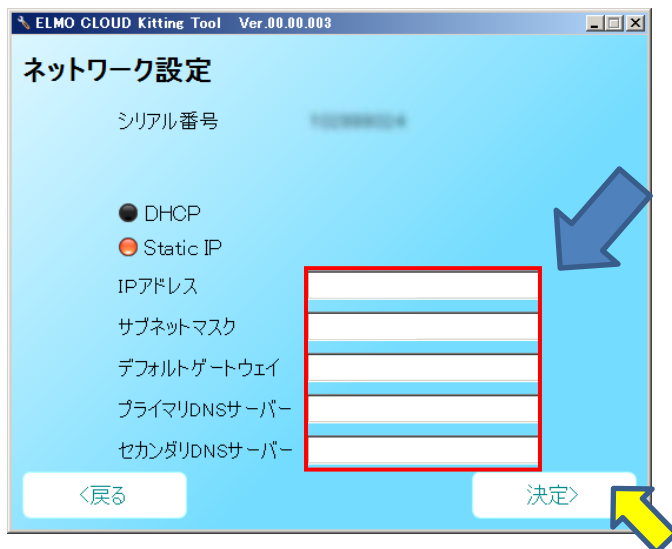 ELMO CLOUD Kitting Tool Ver.00.00.003
ネットワーク設定
シリアル番号
DHCP
Static IP
IPアドレス
サブネットマスク
デフォルトゲートウェイ
プライマリDNSサーバー
セカンダリDNSサーバー
<戻る
決定>